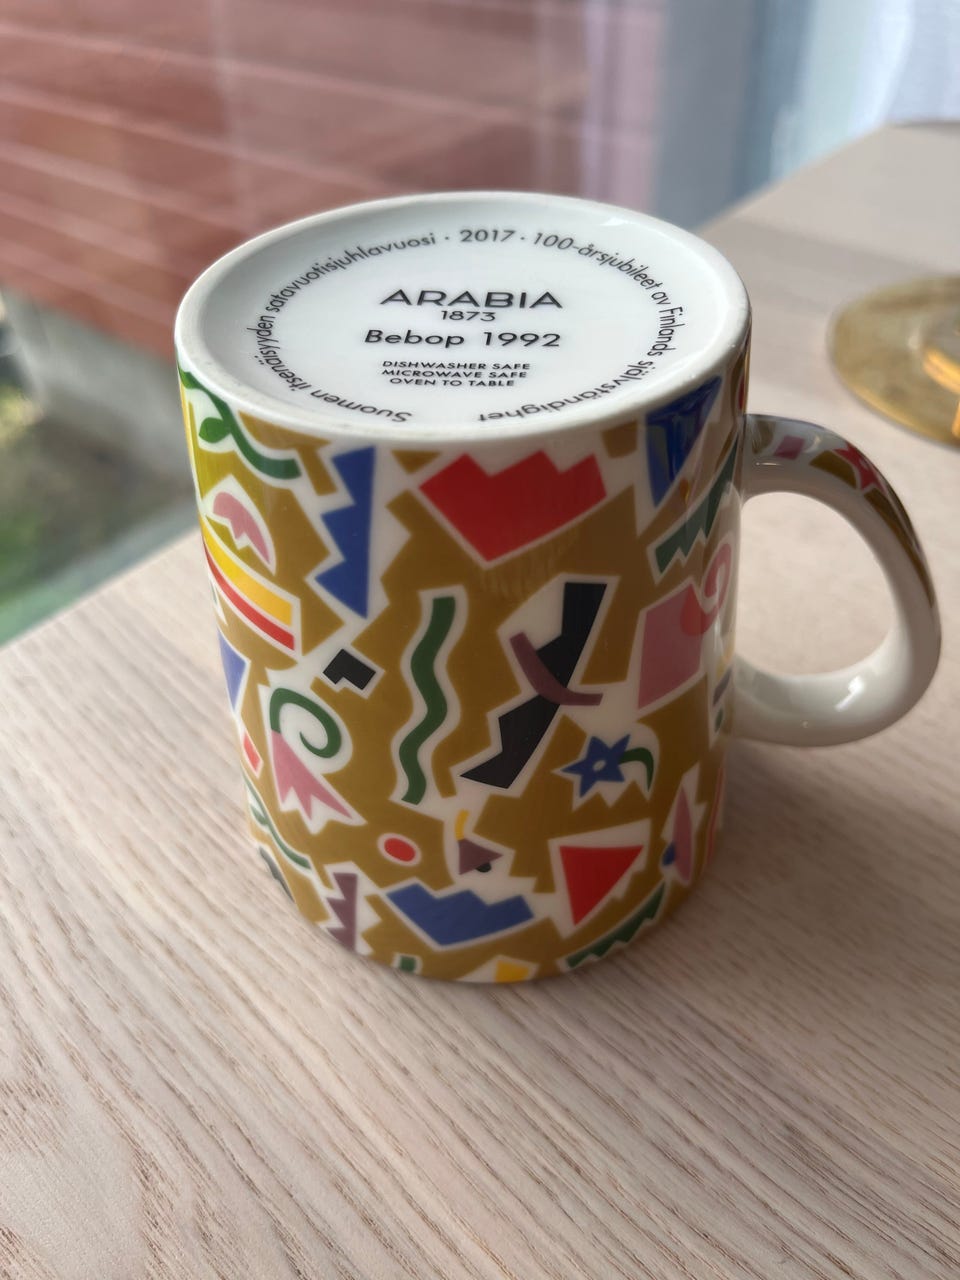 Suomen itsenäisyyden satavuotisjuhlavuosi · 2017 · 100-årsjubileet av Finlands självständighet
ARABIA
1873
Bebop 1992
DISHWASHER SAFE
MICROWAVE SAFE
OVEN TO TABLE